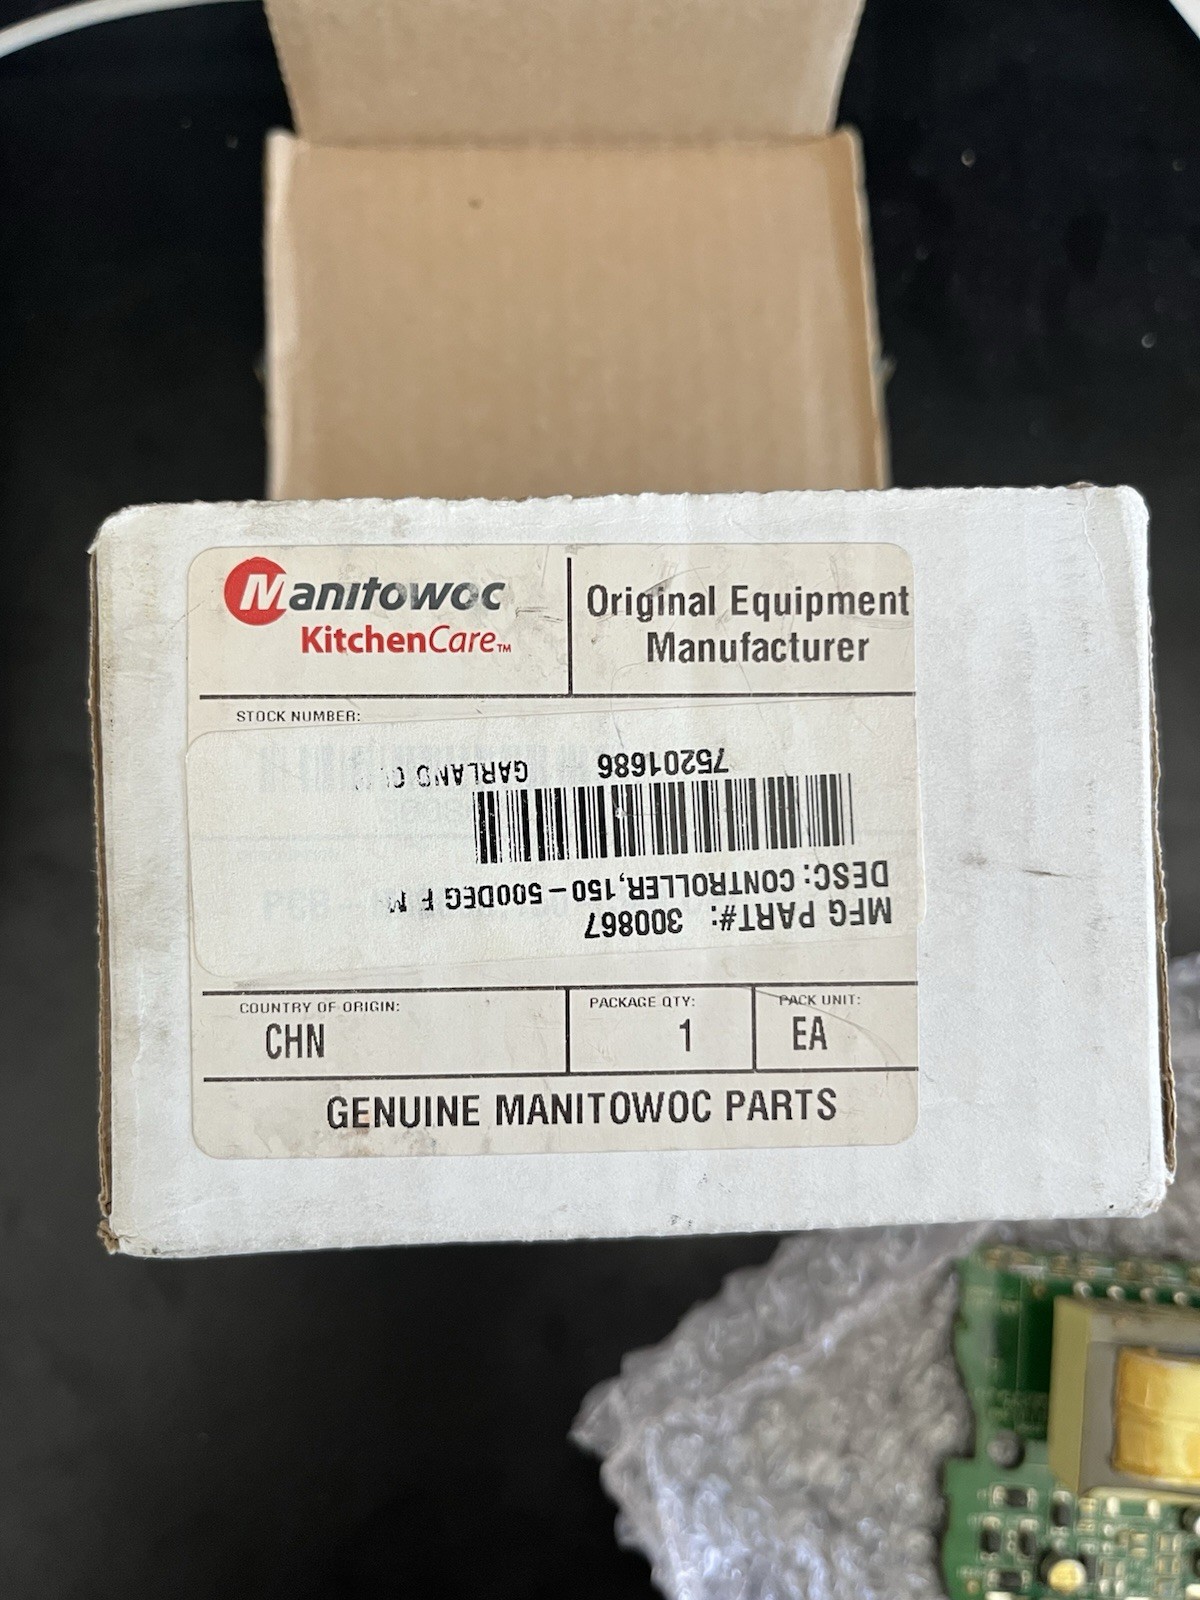 Manitowoc
KitchenCare™
Original Equipment
Manufacturer
STOCK NUMBER:
MFG PART#: 300867
DESC: CONTROLLER,150-500DEG F M
75201686 GARLAND
COUNTRY OF ORIGIN:
CHN
PACKAGE QTY:
1
PACK UNIT:
EA
GENUINE MANITOWOC PARTS